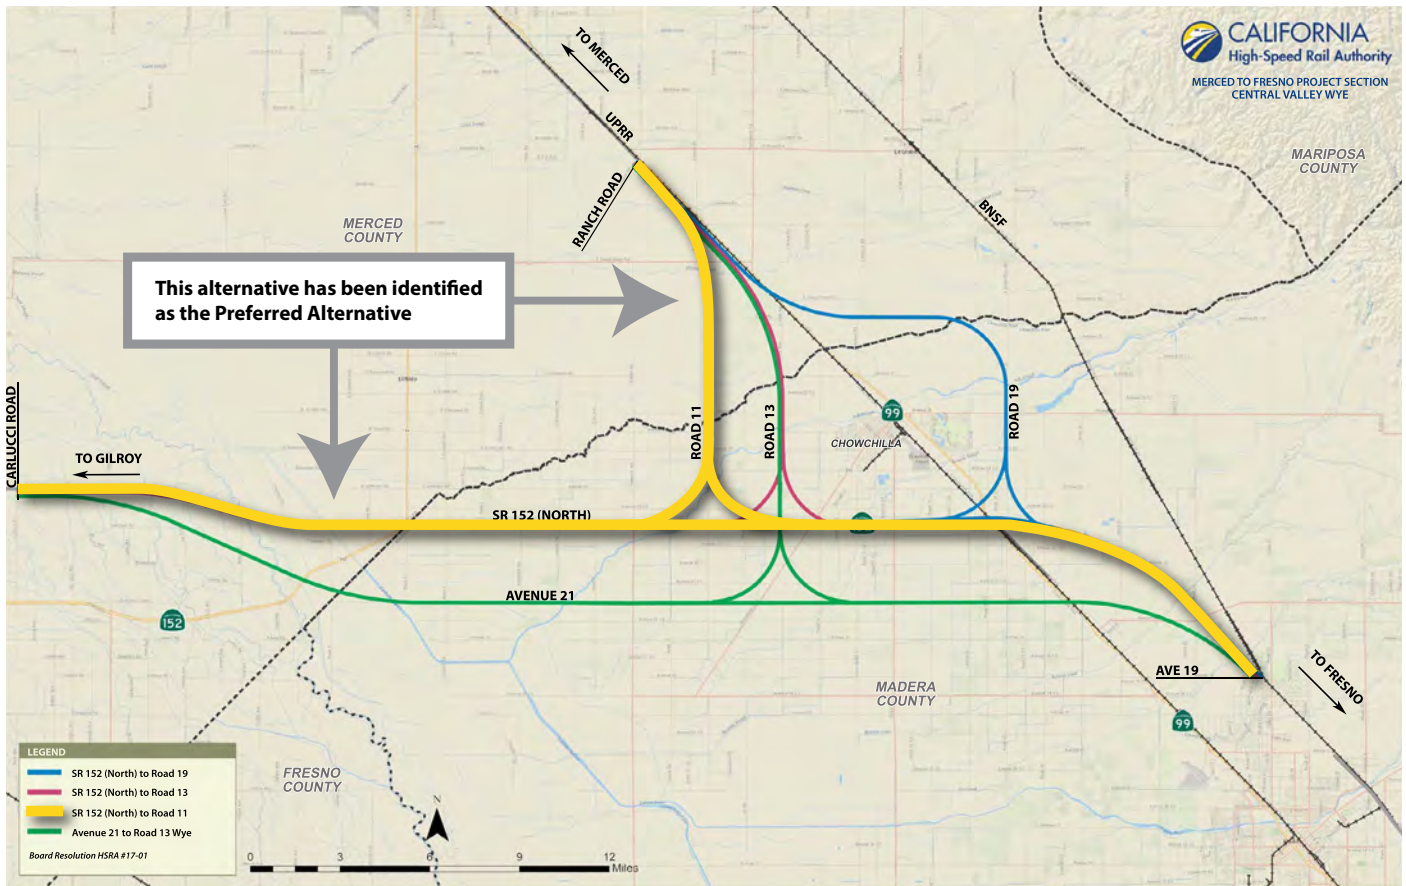 CALIFORNIA
High-Speed Rail Authority
MERCED TO FRESNO PROJECT SECTION
CENTRAL VALLEY WYE
TO MERCED
UPRR
RANCH ROAD
BNSF
MARIPOSA
COUNTY
MERCED
COUNTY
This alternative has been identified
as the Preferred Alternative
CARLUCCI ROAD
TO GILROY
ROAD 11
ROAD 13
ROAD 19
99
CHOWCHILLA
SR 152 (NORTH)
AVENUE 21
152
AVE 19
TO FRESNO
MADERA
COUNTY
99
FRESNO
COUNTY
LEGEND
SR 152 (North) to Road 19
SR 152 (North) to Road 13
SR 152 (North) to Road 11
Avenue 21 to Road 13 Wye
Board Resolution HSRA #17-01
N
0 3 6 9 12
Miles